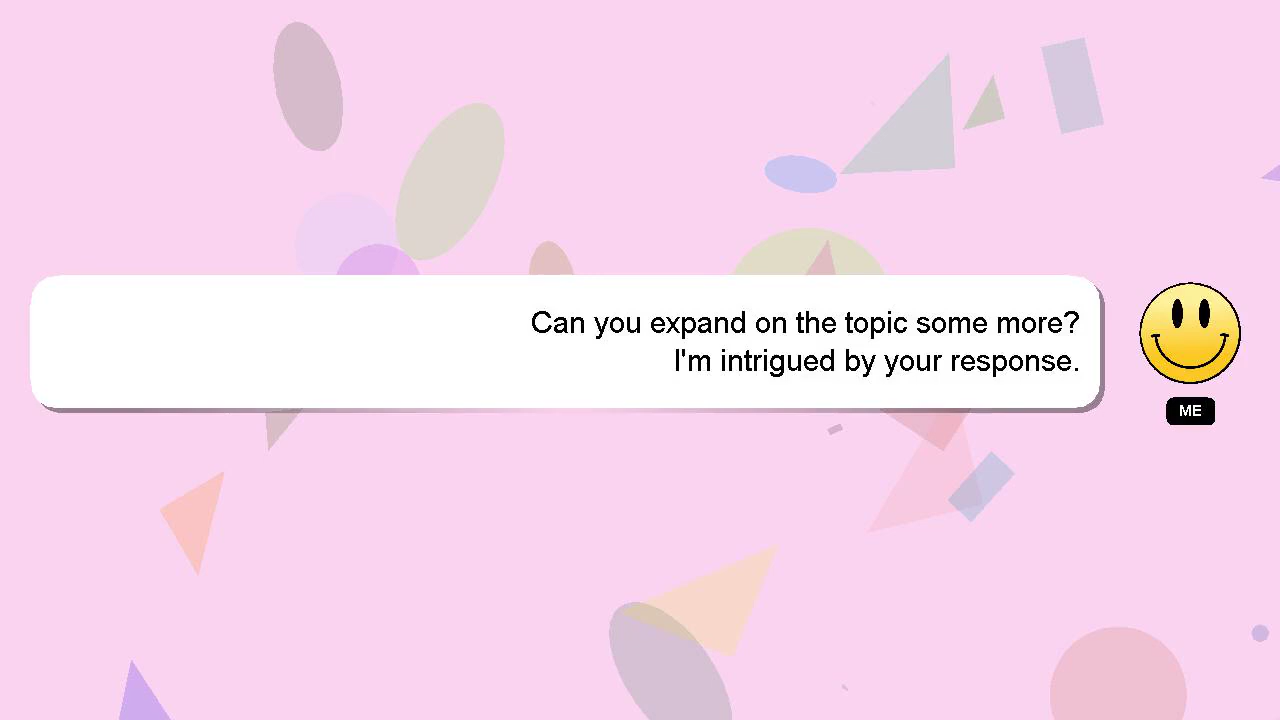 Can you expand on the topic some more?
I'm intrigued by your response.
ME